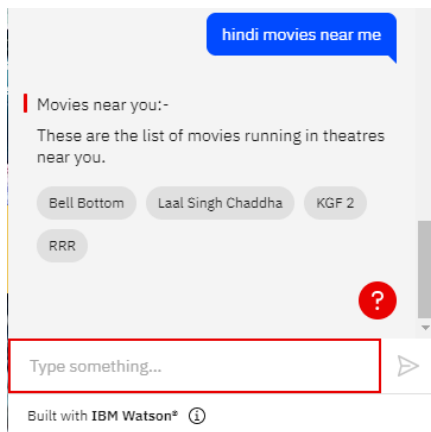 hindi movies near me
Movies near you:-
These are the list of movies running in theatres
near you.
Bell Bottom
Laal Singh Chaddha
KGF 2
RRR
?
Type something...
Built with IBM Watson®